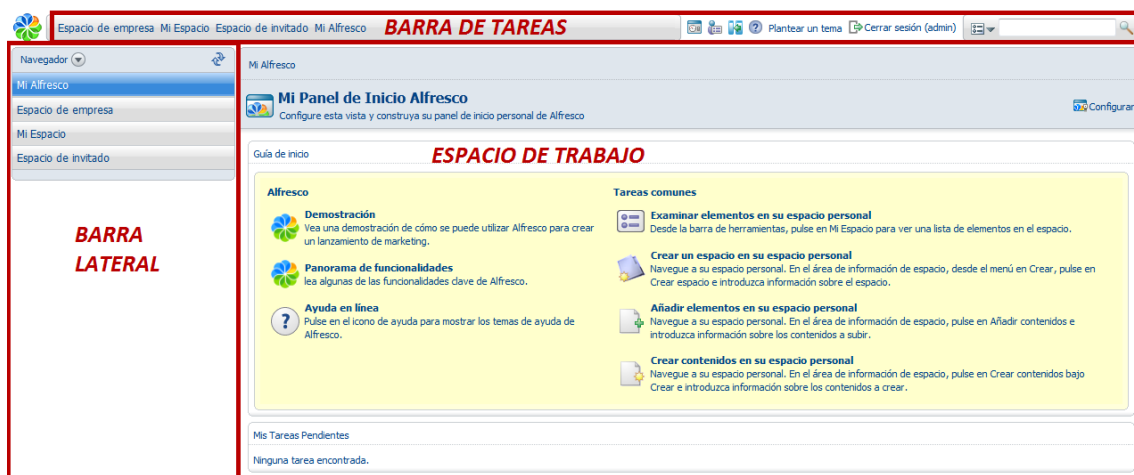 Espacio de empresa Mi Espacio Espacio de invitado Mi Alfresco BARRA DE TAREAS ? Plantear un tema Cerrar sesión (admin)
Navegador
Mi Alfresco
Espacio de empresa
Mi Espacio
Espacio de invitado
BARRA
LATERAL
Mi Alfresco
Mi Panel de Inicio Alfresco
Configure esta vista y construya su panel de inicio personal de Alfresco
Configurar
Guía de inicio
ESPACIO DE TRABAJO
Alfresco
Demostración
Vea una demostración de cómo se puede utilizar Alfresco para crear
un lanzamiento de marketing.
Panorama de funcionalidades
lea algunas de las funcionalidades clave de Alfresco.
?
Ayuda en línea
Pulse en el icono de ayuda para mostrar los temas de ayuda de
Alfresco.
Tareas comunes
Examinar elementos en su espacio personal
Desde la barra de herramientas, pulse en Mi Espacio para ver una lista de elementos en el espacio.
Crear un espacio en su espacio personal
Navegue a su espacio personal. En el área de información de espacio, desde el menú en Crear, pulse en
Crear espacio e introduzca información sobre el espacio.
Añadir elementos en su espacio personal
Navegue a su espacio personal. En el área de información de espacio, pulse en Añadir contenidos e
introduzca información sobre los contenidos a subir.
Crear contenidos en su espacio personal
Navegue a su espacio personal. En el área de información de espacio, pulse en Crear contenidos bajo
Crear e introduzca información sobre los contenidos a crear.
Mis Tareas Pendientes
Ninguna tarea encontrada.